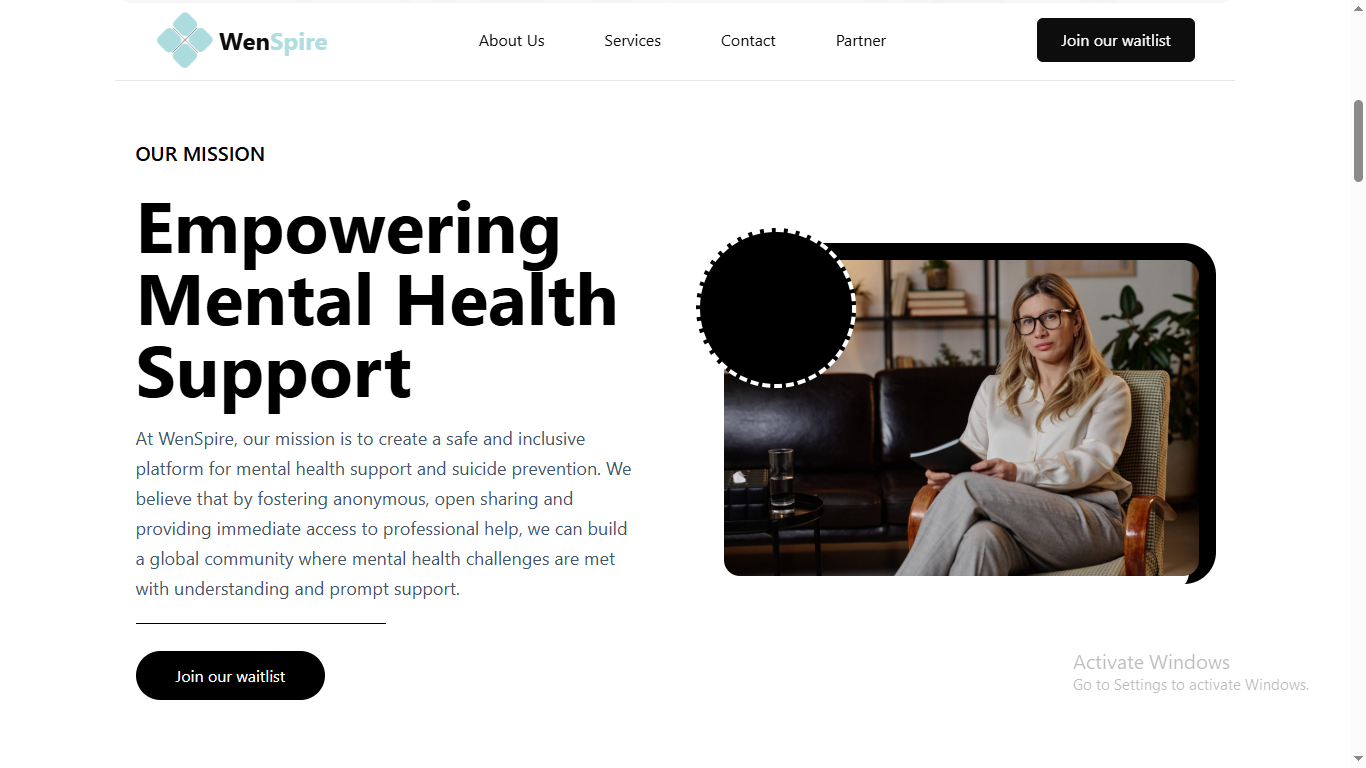 WenSpire
About Us
Services
Contact
Partner
Join our waitlist
OUR MISSION
Empowering
Mental Health
Support
At WenSpire, our mission is to create a safe and inclusive
platform for mental health support and suicide prevention. We
believe that by fostering anonymous, open sharing and
providing immediate access to professional help, we can build
a global community where mental health challenges are met
with understanding and prompt support.
Join our waitlist
Activate Windows
Go to Settings to activate Windows.